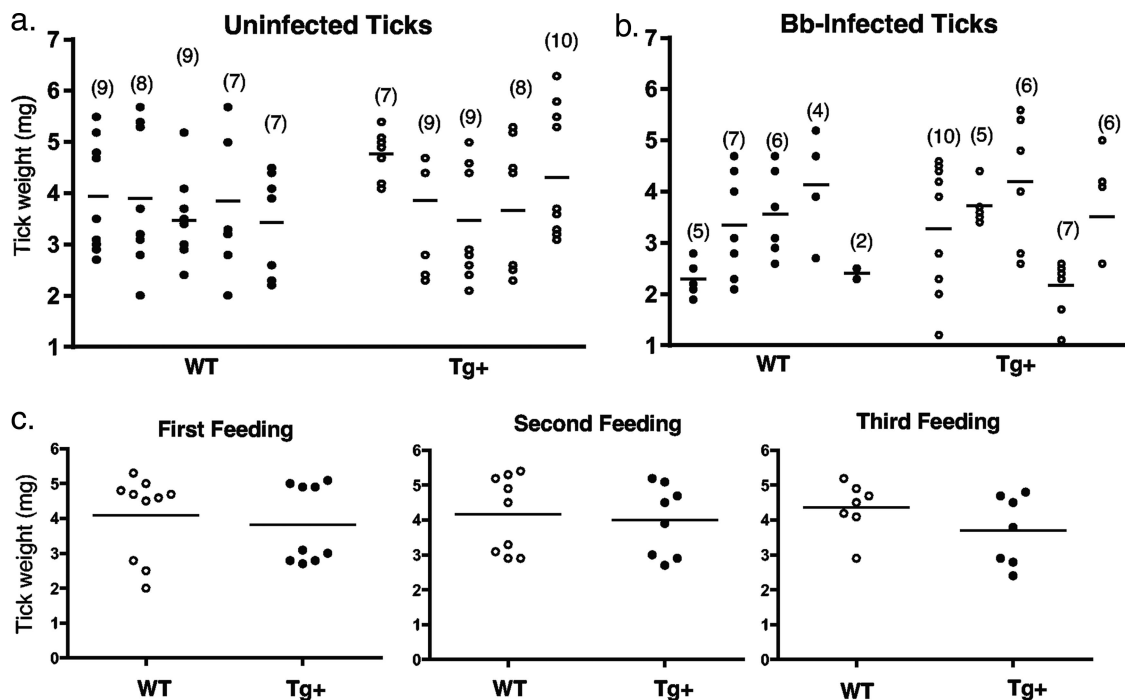 a.
Uninfected Ticks
Tick weight (mg)
7
6
5
4
3
2
1
(9)
(8)
(9)
(7)
(7)
(7)
(9)
(9)
(8)
(10)
WT
Tg+
b.
Bb-Infected Ticks
7
6
5
4
3
2
1
(5)
(7)
(6)
(4)
(2)
(10)
(5)
(6)
(7)
(6)
WT
Tg+
c.
First Feeding
Tick weight (mg)
6
5
4
3
2
1
0
WT
Tg+
Second Feeding
6
5
4
3
2
1
0
WT
Tg+
Third Feeding
6
5
4
3
2
1
0
WT
Tg+